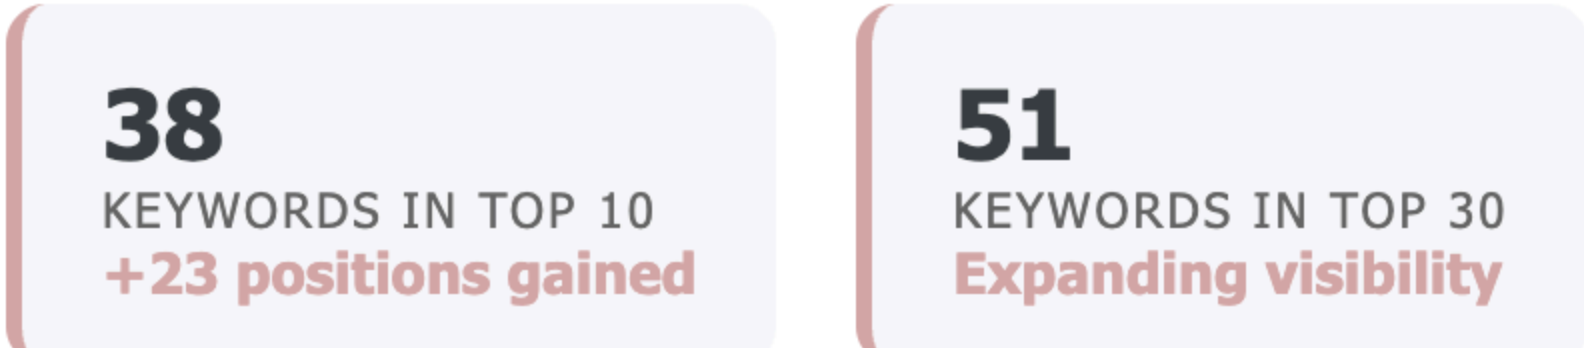 38
KEYWORDS IN TOP 10
+23 positions gained
51
KEYWORDS IN TOP 30
Expanding visibility